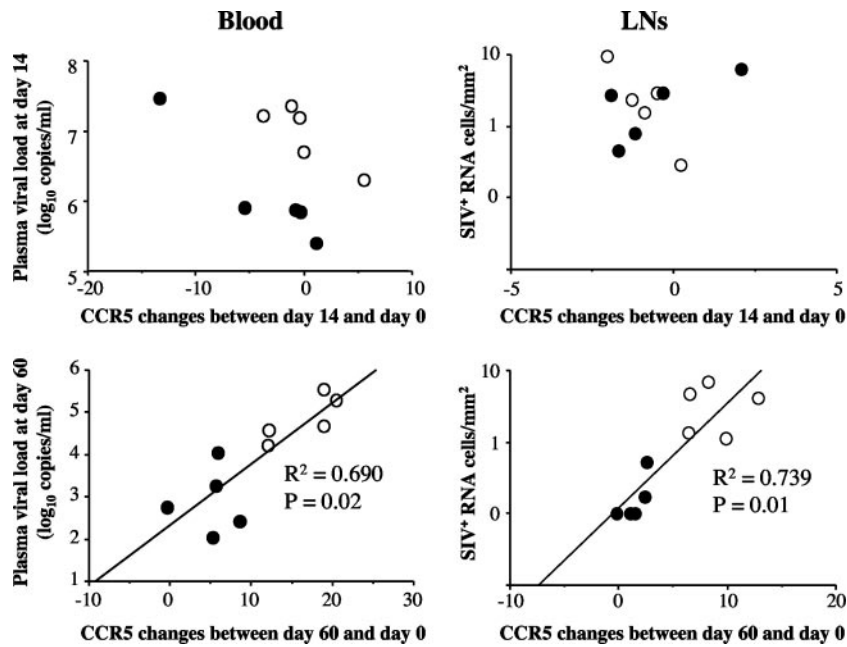 Blood
LNs
Plasma viral load at day 14
(log10 copies/ml)
8
7
6
5
-20
-10
0
10
CCR5 changes between day 14 and day 0
SIV+ RNA cells/mm²
10
1
0
-5
0
5
CCR5 changes between day 14 and day 0
Plasma viral load at day 60
(log10 copies/ml)
6
5
4
3
2
1
R² = 0.690
P = 0.02
-10
0
10
20
30
CCR5 changes between day 60 and day 0
SIV+ RNA cells/mm²
10
1
0
R² = 0.739
P = 0.01
-10
0
10
20
CCR5 changes between day 60 and day 0